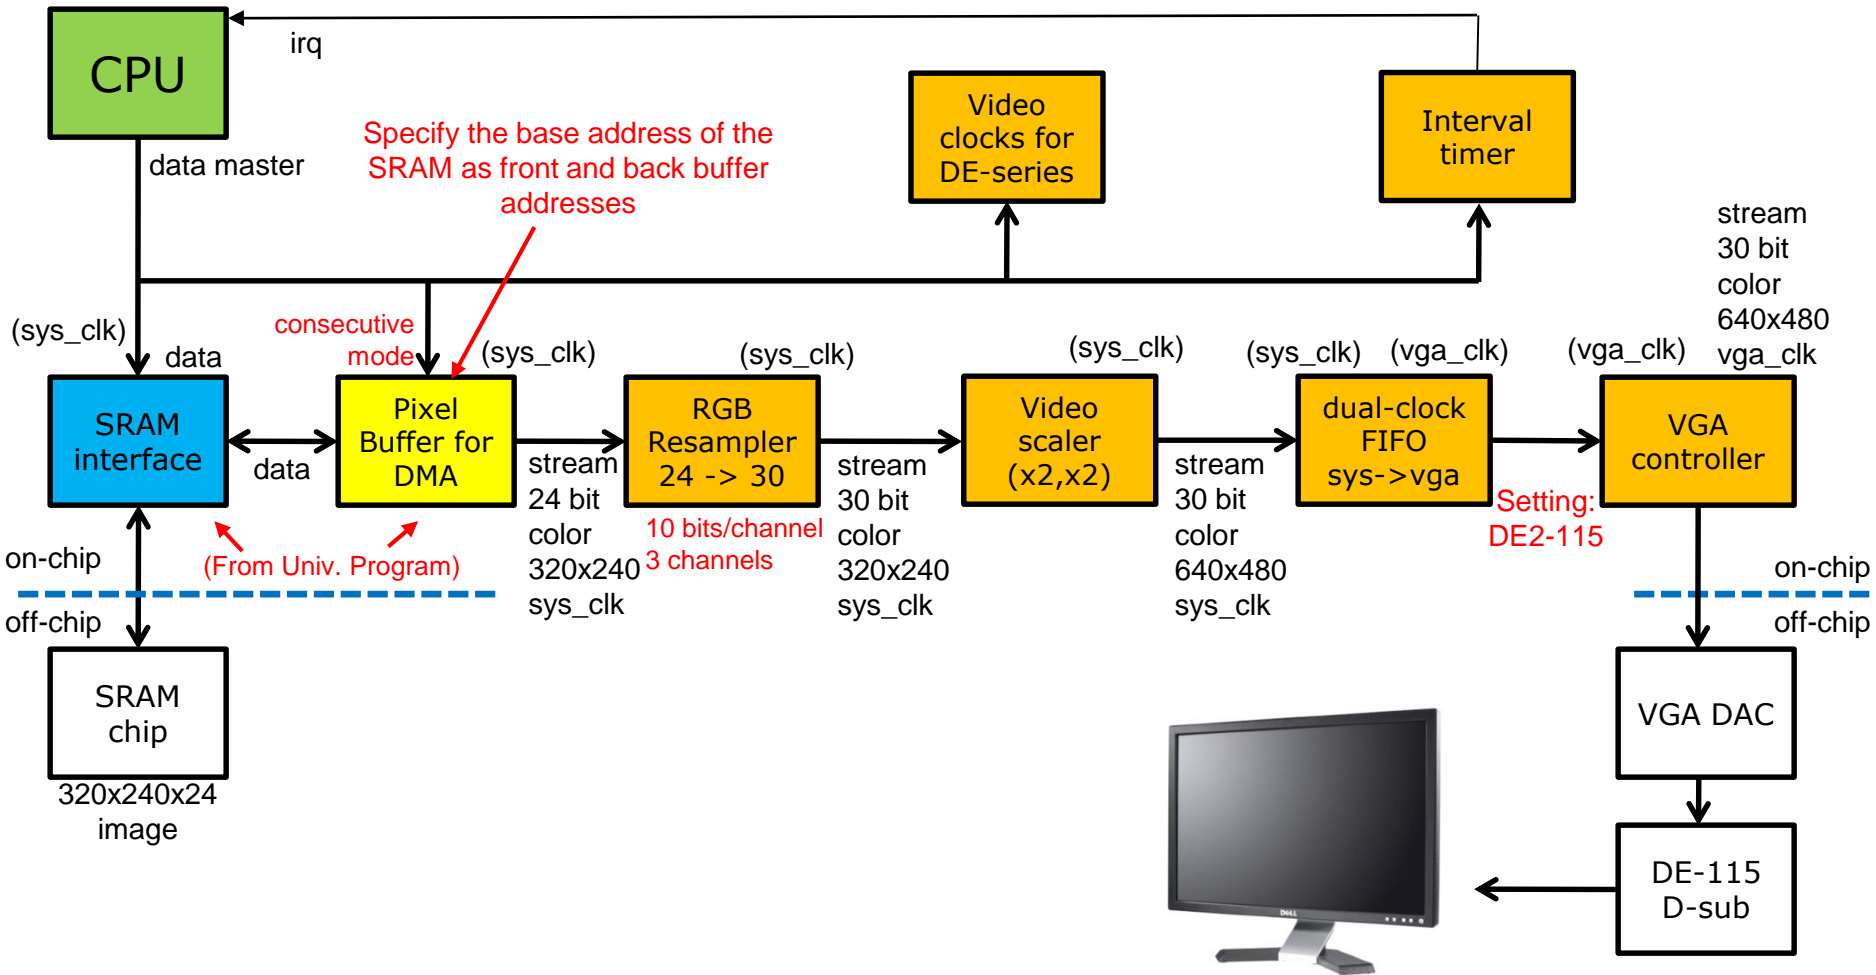 CPU
irq
data master
Specify the base address of the
SRAM as front and back buffer
addresses
Video
clocks for
DE-series
Interval
timer
stream
30 bit
color
640x480
vga_clk
(sys_clk)
data
consecutive
mode
(sys_clk)
(sys_clk)
(sys_clk)
(sys_clk)
(vga_clk)
(vga_clk)
SRAM
interface
data
Pixel
Buffer for
DMA
RGB
Resampler
24 -> 30
Video
scaler
(x2,x2)
dual-clock
FIFO
sys->vga
VGA
controller
stream
24 bit
color
320x240
sys_clk
10 bits/channel
3 channels
stream
30 bit
color
320x240
sys_clk
stream
30 bit
color
640x480
sys_clk
Setting:
DE2-115
(From Univ. Program)
on-chip
off-chip
on-chip
off-chip
SRAM
chip
320x240x24
image
VGA DAC
DE-115
D-sub
DELL